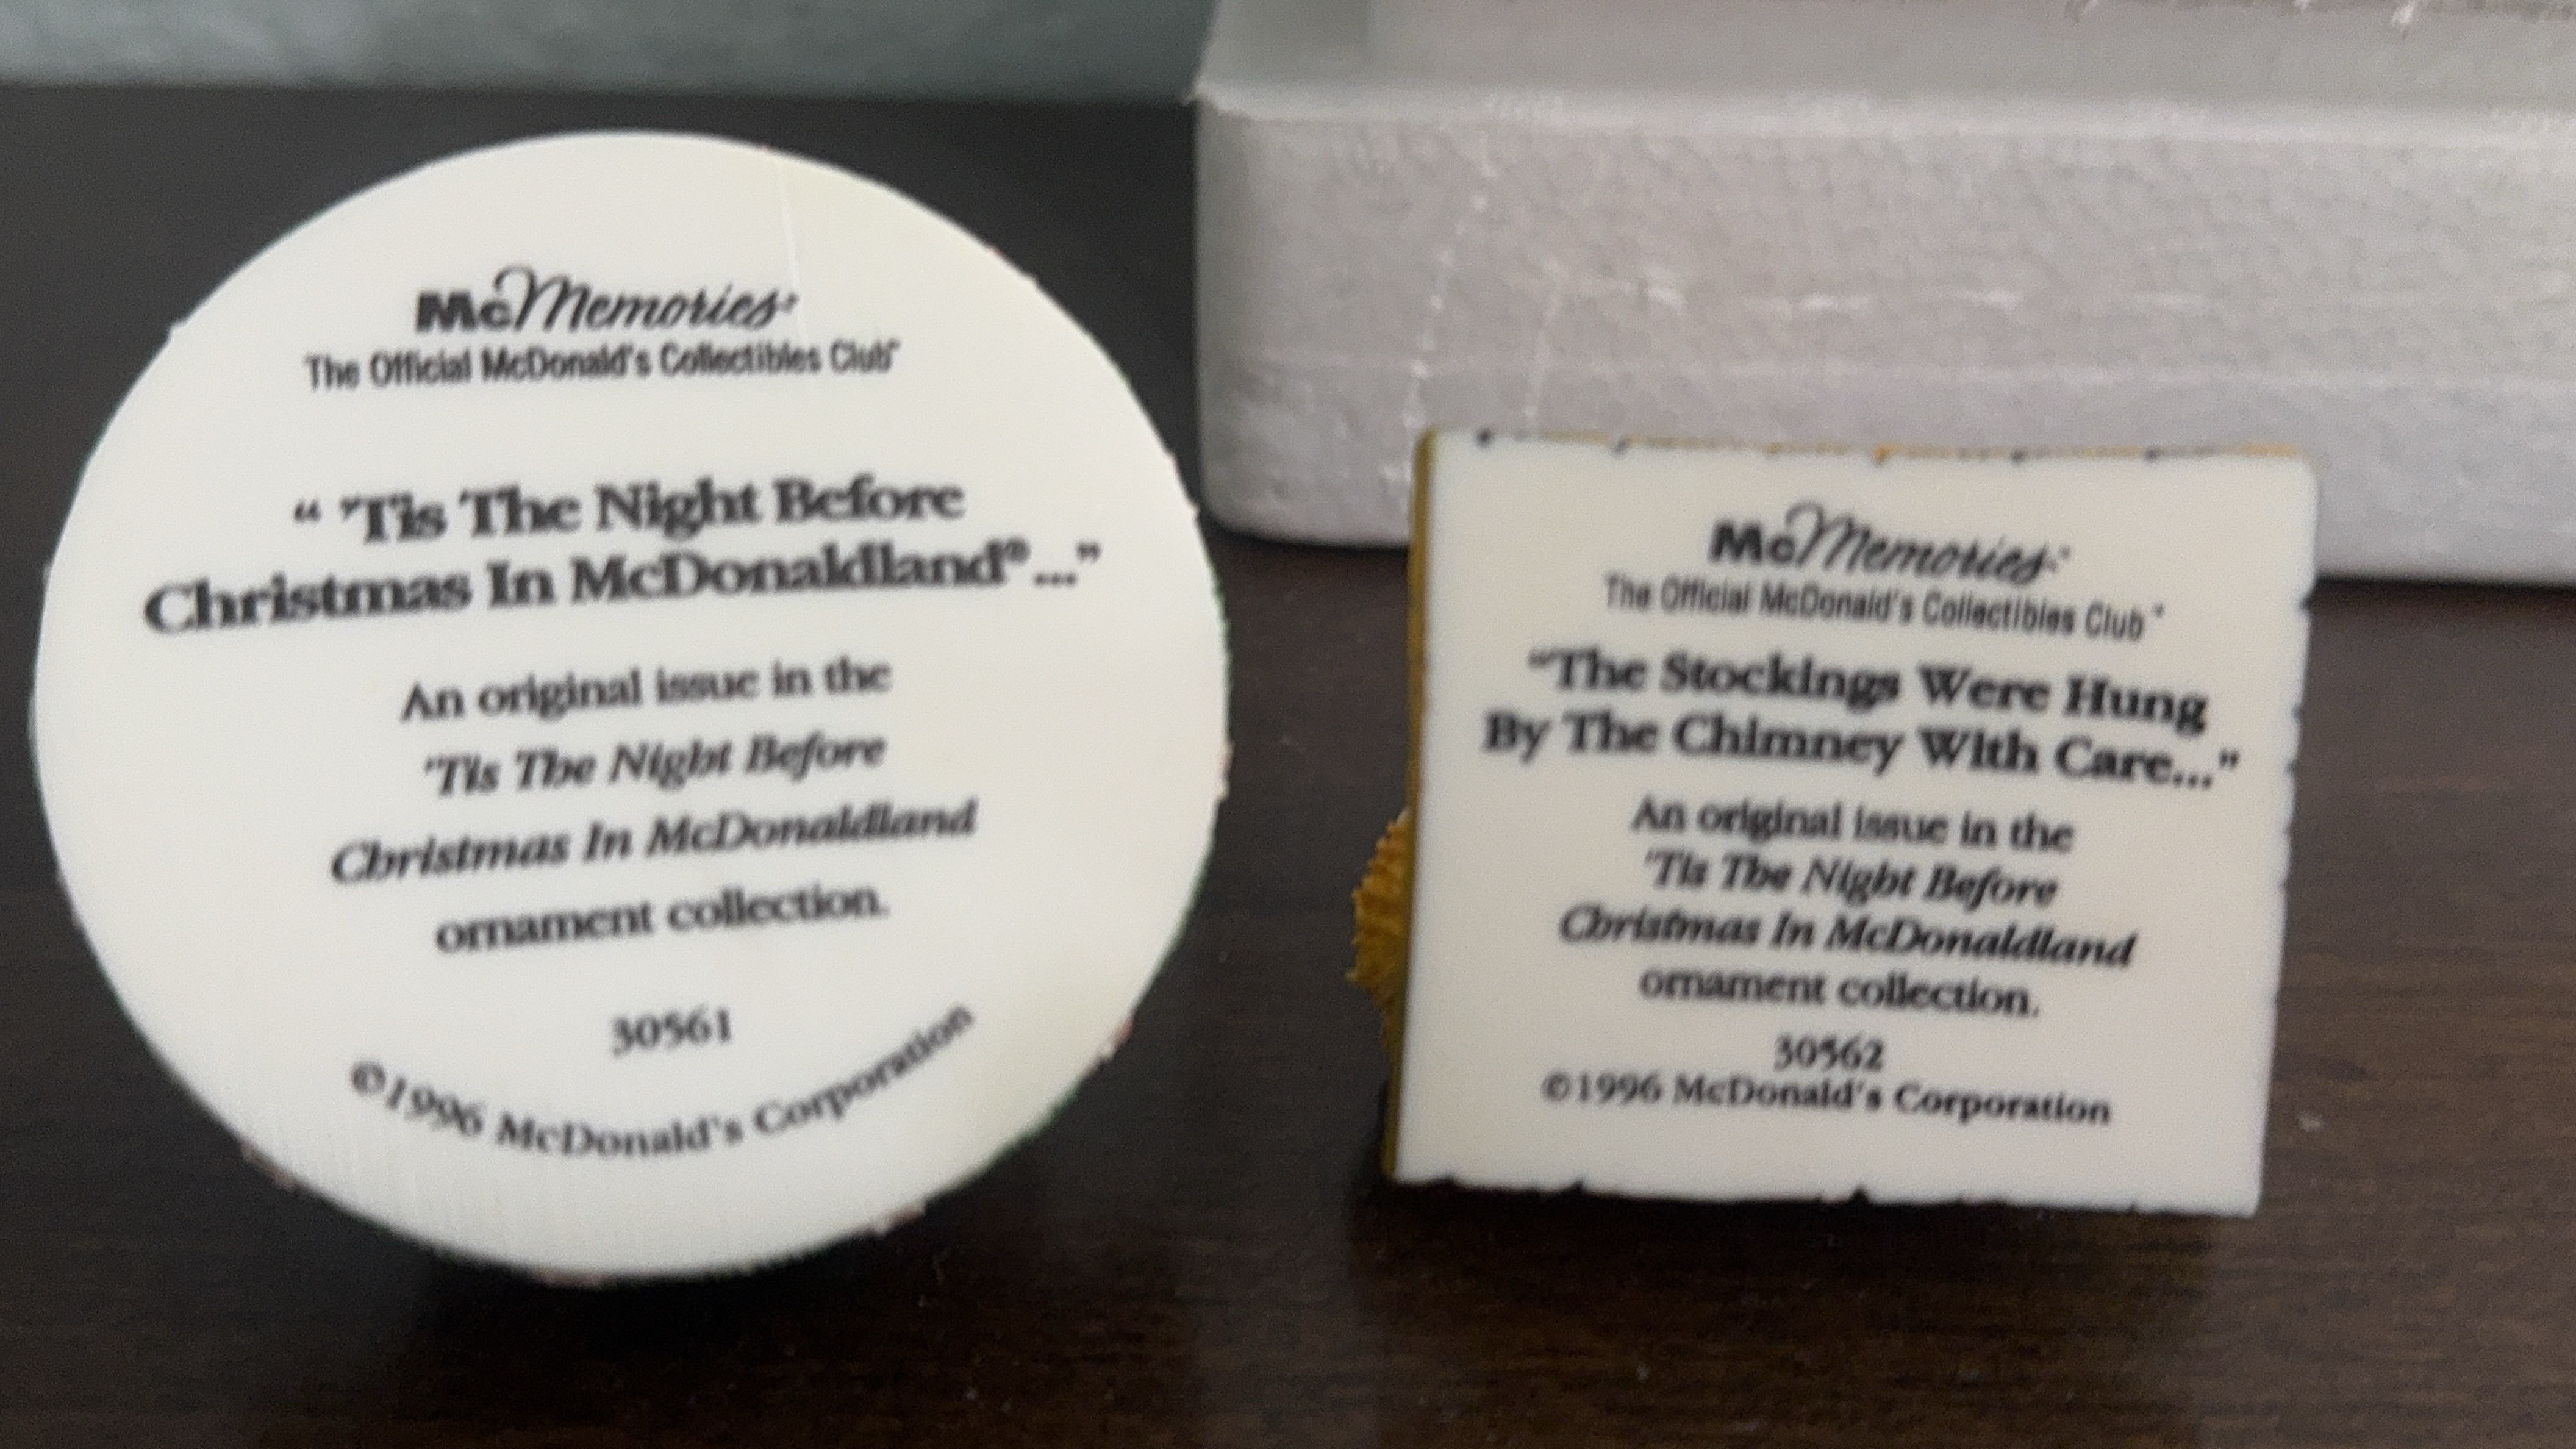 McMemories
The Official McDonald's Collectibles Club™
“ 'Tis The Night Before
Christmas In McDonaldland®...”
An original issue in the
'Tis The Night Before
Christmas In McDonaldland
ornament collection.
30561
©1996 McDonald's Corporation
McMemories
The Official McDonald's Collectibles Club™
“The Stockings Were Hung
By The Chimney With Care...”
An original issue in the
'Tis The Night Before
Christmas In McDonaldland
ornament collection.
30562
©1996 McDonald's Corporation